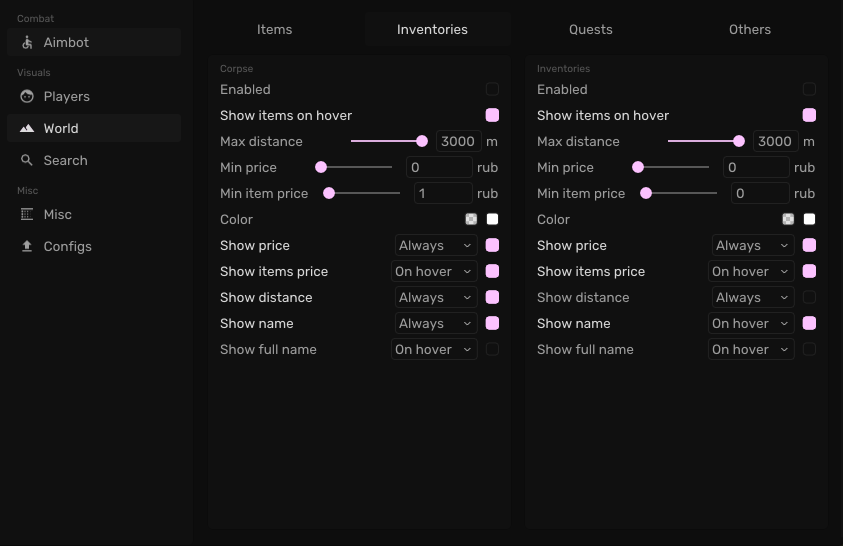 Combat
Aimbot
Visuals
Players
World
Search
Misc
Misc
Configs
Items Inventories Quests Others
Corpse
Enabled
Show items on hover
Max distance 3000 m
Min price 0 rub
Min item price 1 rub
Color
Show price Always
Show items price On hover
Show distance Always
Show name Always
Show full name On hover
Inventories
Enabled
Show items on hover
Max distance 3000 m
Min price 0 rub
Min item price 0 rub
Color
Show price Always
Show items price On hover
Show distance Always
Show name On hover
Show full name On hover